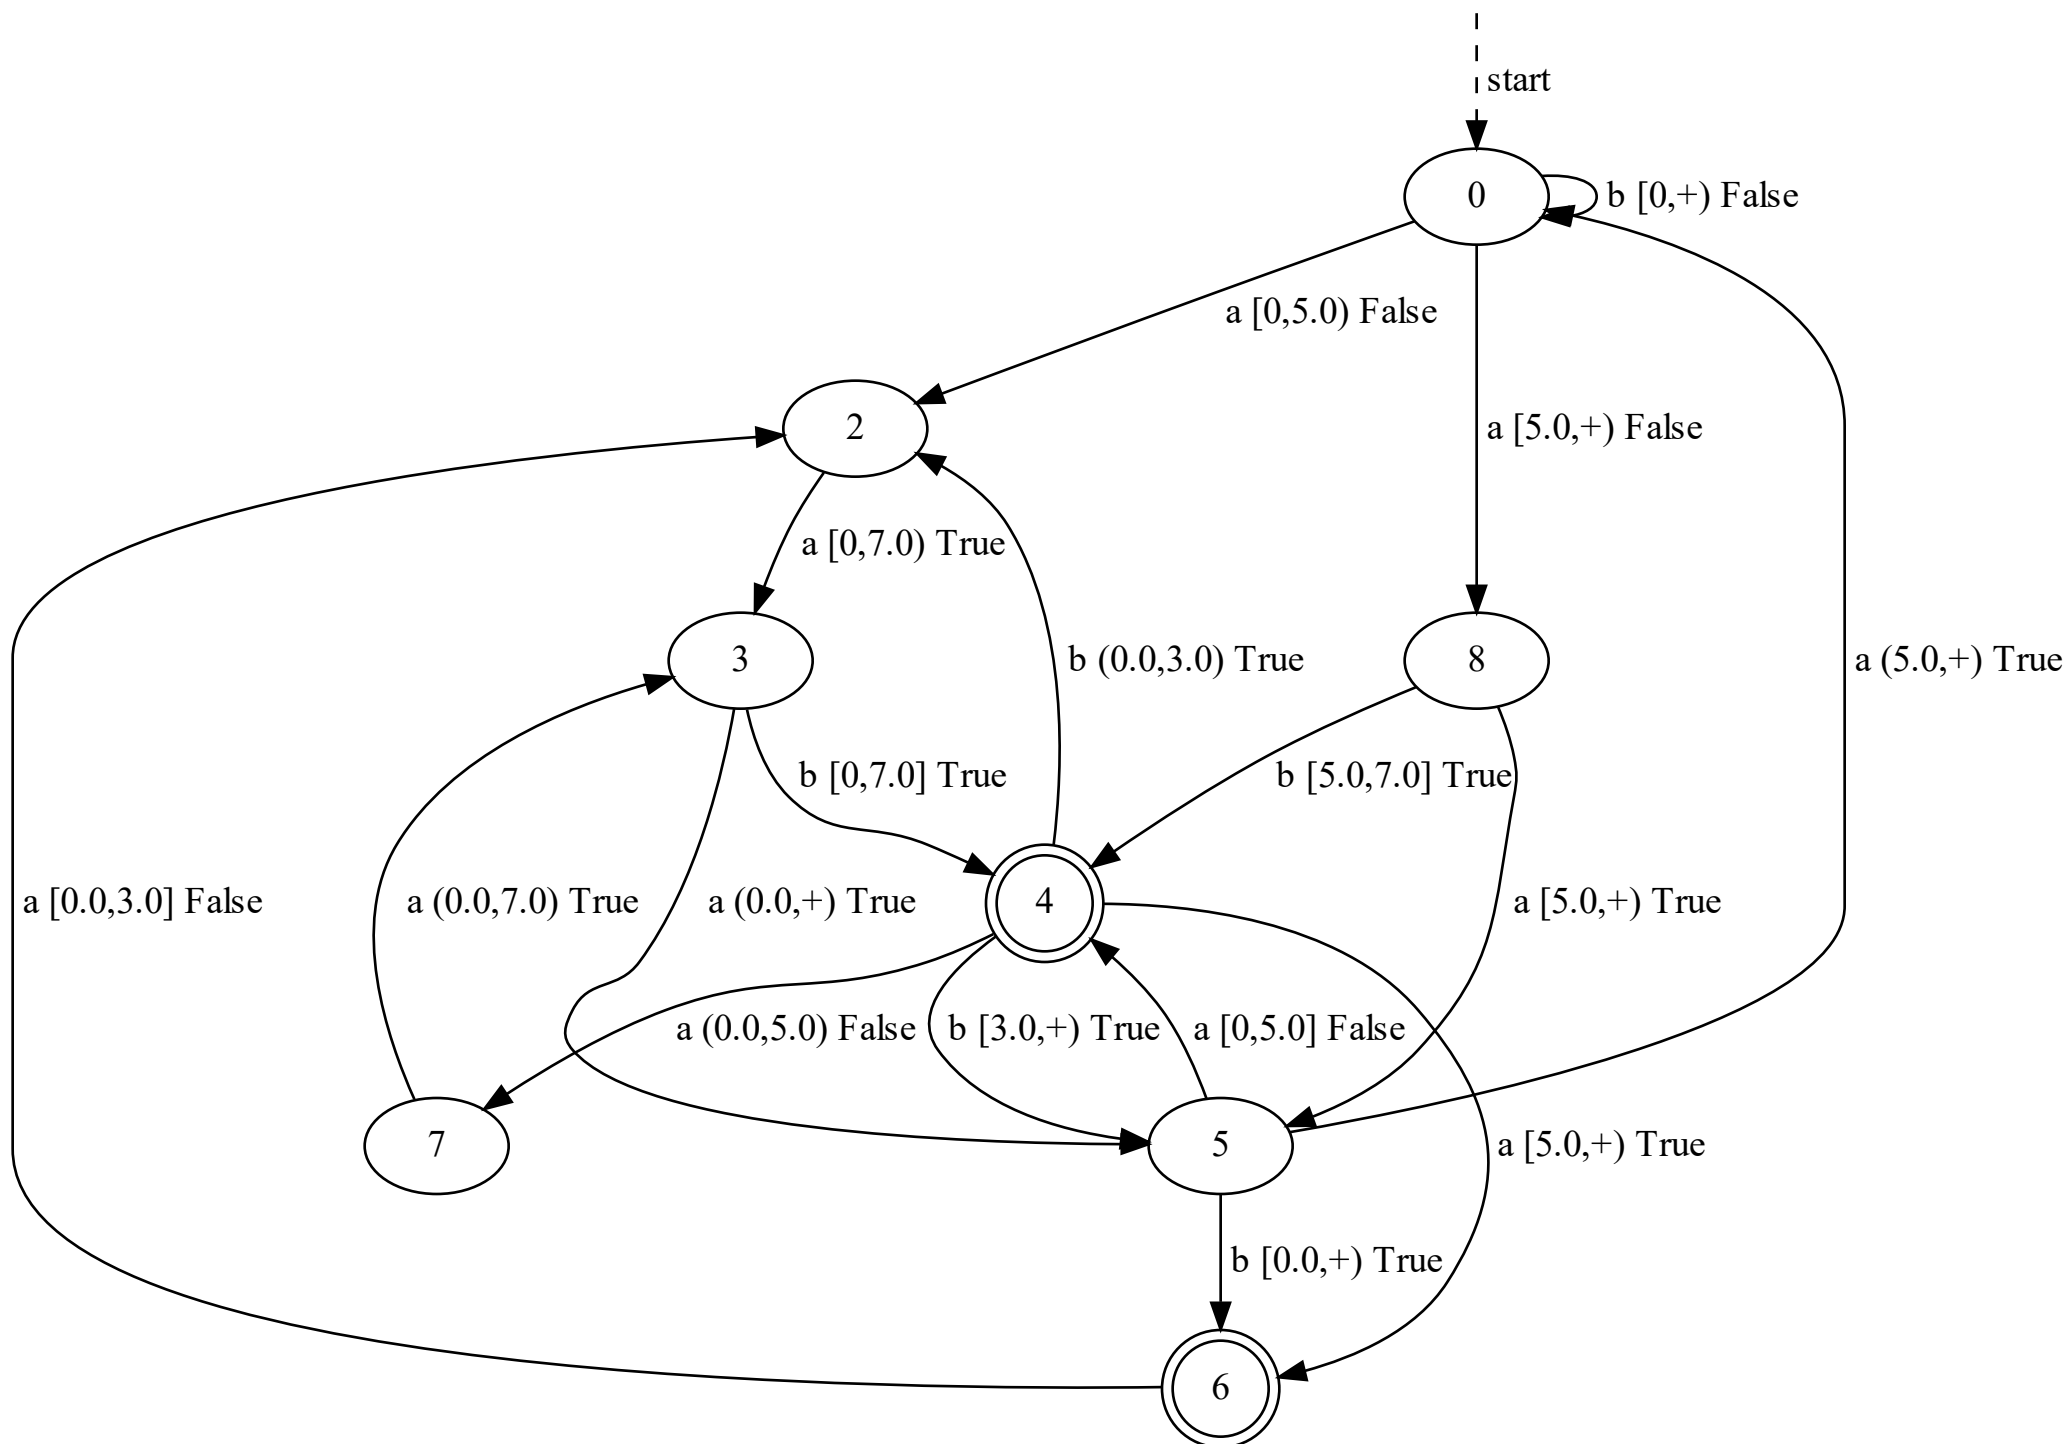 start
0
b [0,+) False
a [0,5.0) False
2
a [5.0,+) False
a [0,7.0) True
3
b (0.0,3.0) True
8
a (5.0,+) True
b [0,7.0] True
b [5.0,7.0] True
a [0.0,3.0] False
a (0.0,7.0) True
a (0.0,+) True
4
a [5.0,+) True
a (0.0,5.0) False
b [3.0,+) True
a [0,5.0] False
7
5
a [5.0,+) True
b [0.0,+) True
6